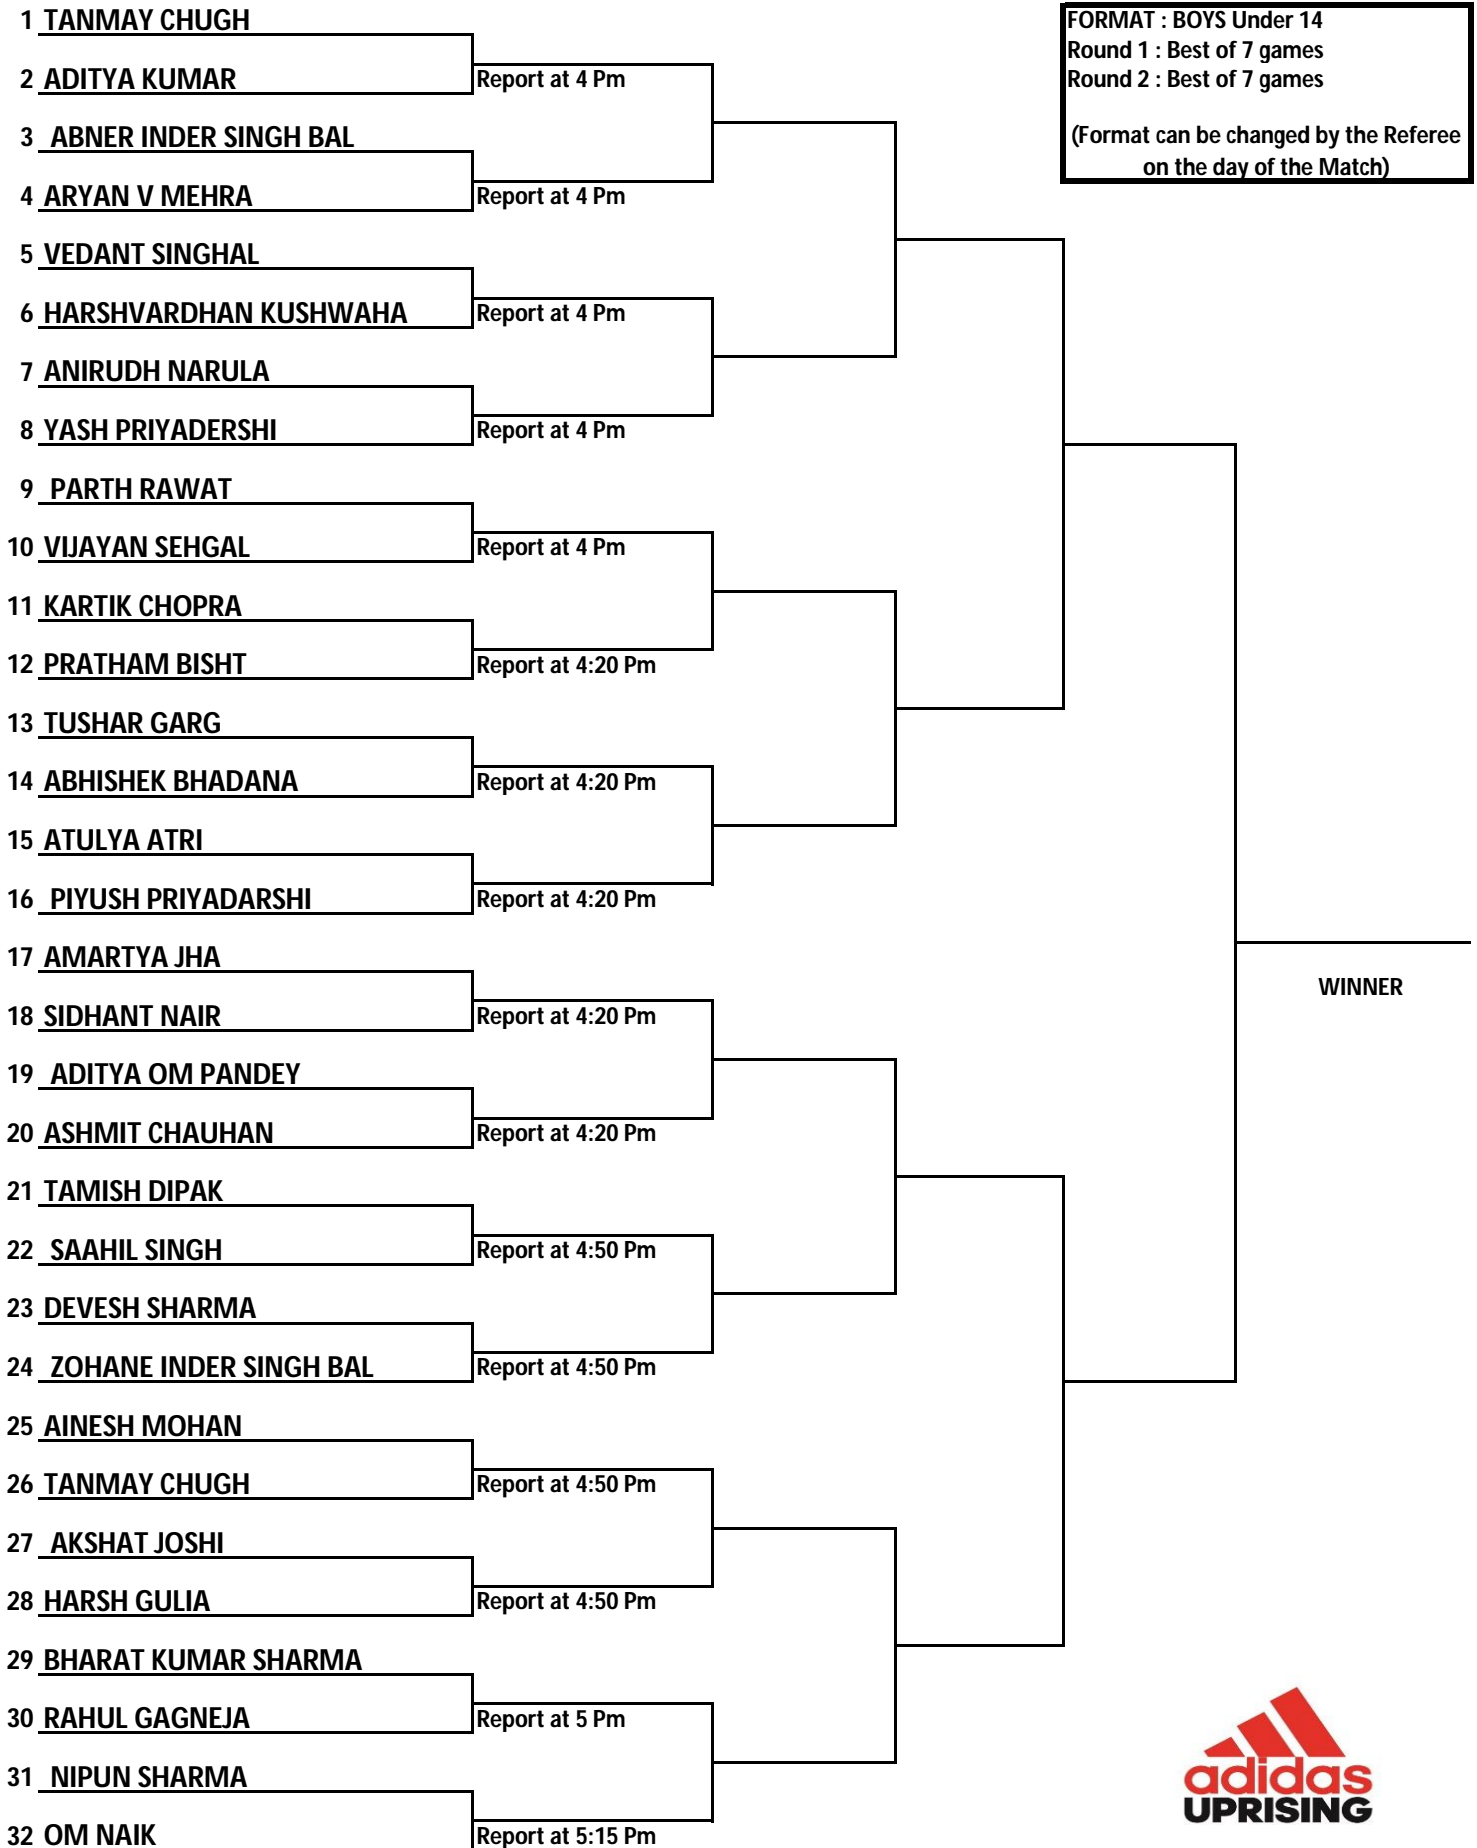 1 TANMAY CHUGH
FORMAT : BOYS Under 14
Round 1 : Best of 7 games
Round 2 : Best of 7 games
(Format can be changed by the Referee
on the day of the Match)
2 ADITYA KUMAR
Report at 4 Pm
3 ABNER INDER SINGH BAL
4 ARYAN V MEHRA
Report at 4 Pm
5 VEDANT SINGHAL
6 HARSHVARDHAN KUSHWAHA
Report at 4 Pm
7 ANIRUDH NARULA
8 YASH PRIYADERSHI
Report at 4 Pm
9 PARTH RAWAT
10 VIJAYAN SEHGAL
Report at 4 Pm
11 KARTIK CHOPRA
12 PRATHAM BISHT
Report at 4:20 Pm
13 TUSHAR GARG
14 ABHISHEK BHADANA
Report at 4:20 Pm
15 ATULYA ATRI
16 PIYUSH PRIYADARSHI
Report at 4:20 Pm
17 AMARTYA JHA
WINNER
18 SIDHANT NAIR
Report at 4:20 Pm
19 ADITYA OM PANDEY
20 ASHMIT CHAUHAN
Report at 4:20 Pm
21 TAMISH DIPAK
22 SAAHIL SINGH
Report at 4:50 Pm
23 DEVESH SHARMA
24 ZOHANE INDER SINGH BAL
Report at 4:50 Pm
25 AINESH MOHAN
26 TANMAY CHUGH
Report at 4:50 Pm
27 AKSHAT JOSHI
28 HARSH GULIA
Report at 4:50 Pm
29 BHARAT KUMAR SHARMA
30 RAHUL GAGNEJA
Report at 5 Pm
31 NIPUN SHARMA
adidas
UPRISING
32 OM NAIK
Report at 5:15 Pm